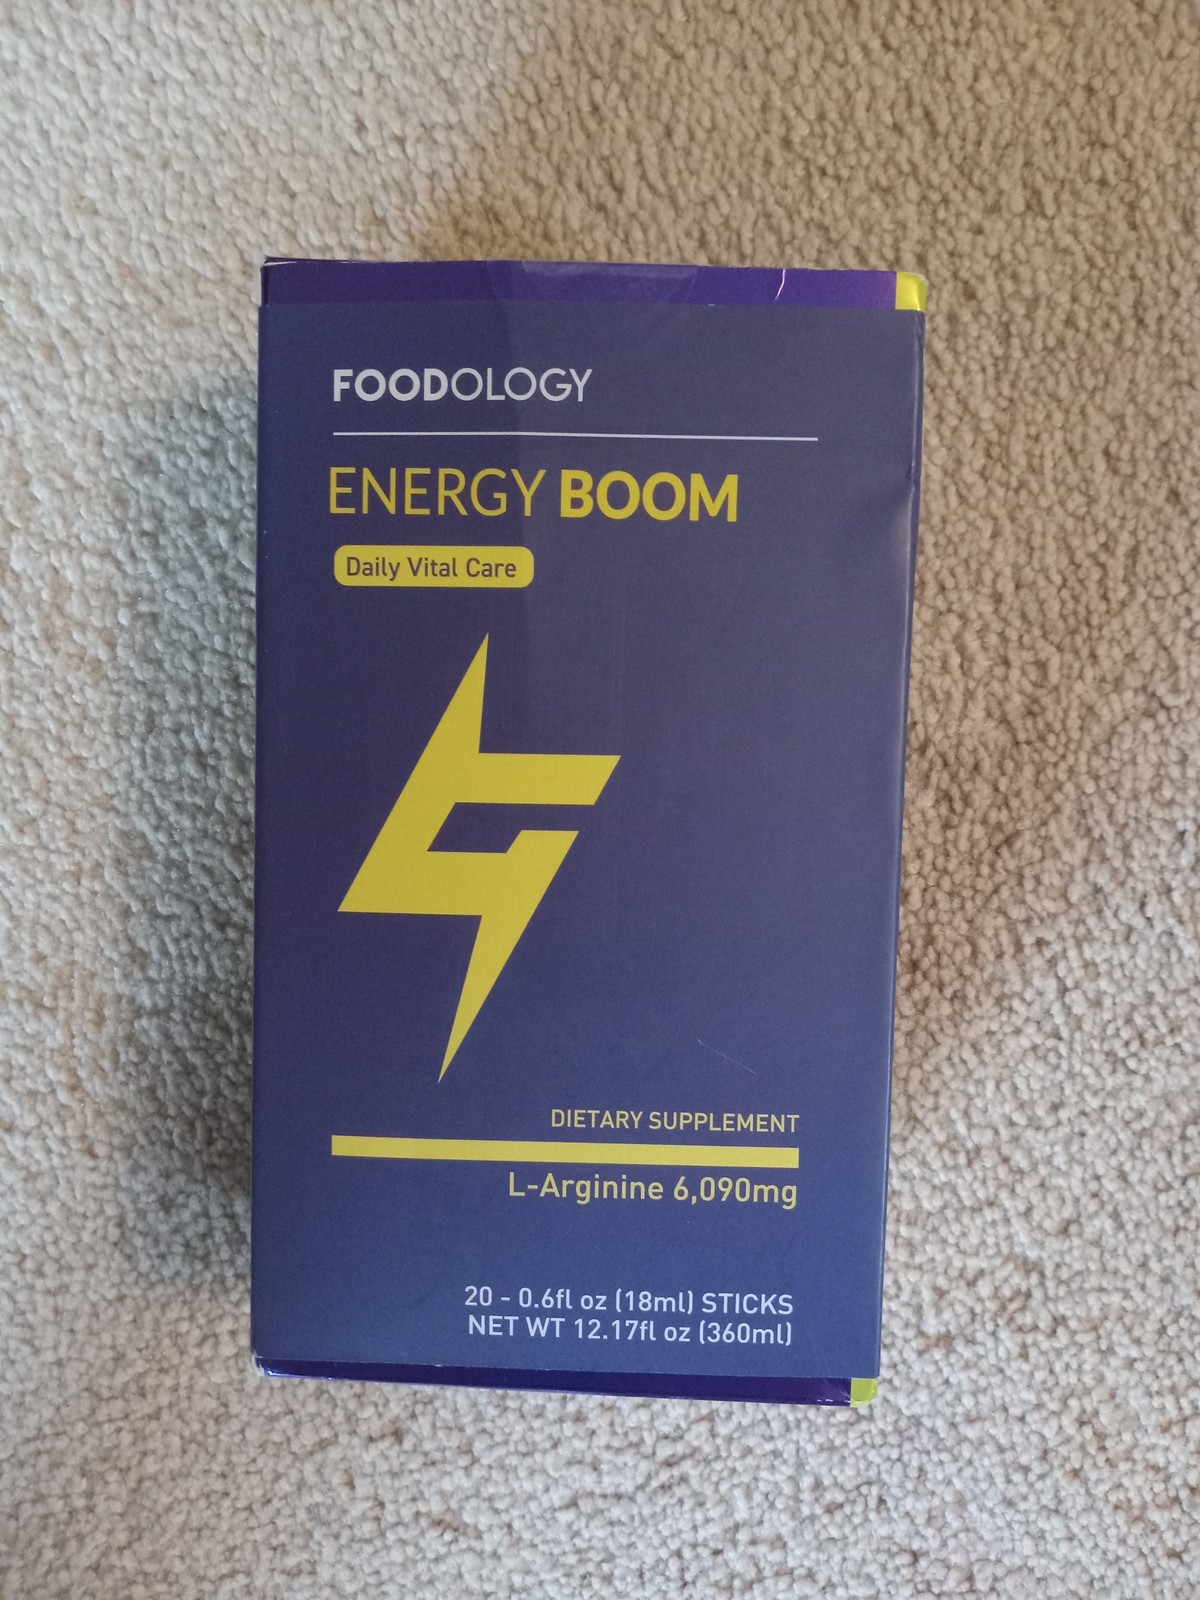 FOODOLOGY
ENERGY BOOM
Daily Vital Care
DIETARY SUPPLEMENT
L-Arginine 6,090mg
20 - 0.6fl oz (18ml) STICKS
NET WT 12.17fl oz (360ml)